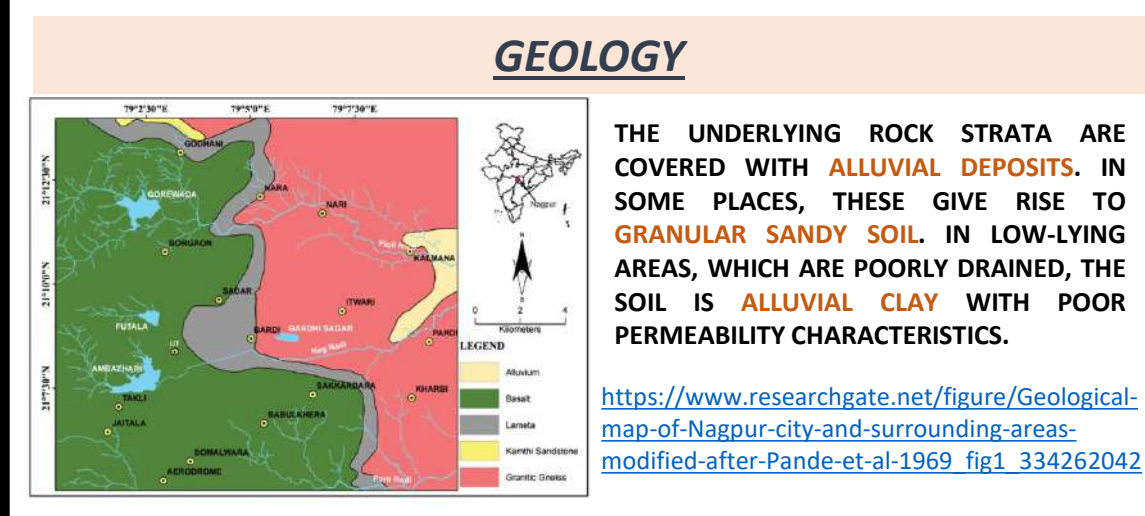 GEOLOGY
79°2'30"E 79°5'0"E 79°7'30"E
21°12'30"N
21°10'0"N
21°7'30"N
GODHANI
GOREWADA
NARA
NARI
BORGAON
Pioli Nadi
KALMANA
SADAR
ITWARI
FUTALA
BARDI
GANDHI SAGAR
PARDI
Nag Nadi
AMBAZHARI
SAKKARDARA
KHARBI
TAKLI
BABULKHERA
JAITALA
SOMALWARA
AERODROME
Nagpur
N
S
0 2 4
Kilometers
LEGEND
Alluvium
Basalt
Lameta
Kamthi Sandstone
Granitic Gneiss
THE UNDERLYING ROCK STRATA ARE
COVERED WITH ALLUVIAL DEPOSITS. IN
SOME PLACES, THESE GIVE RISE TO
GRANULAR SANDY SOIL. IN LOW-LYING
AREAS, WHICH ARE POORLY DRAINED, THE
SOIL IS ALLUVIAL CLAY WITH POOR
PERMEABILITY CHARACTERISTICS.
https://www.researchgate.net/figure/Geological-
map-of-Nagpur-city-and-surrounding-areas-
modified-after-Pande-et-al-1969_fig1_334262042